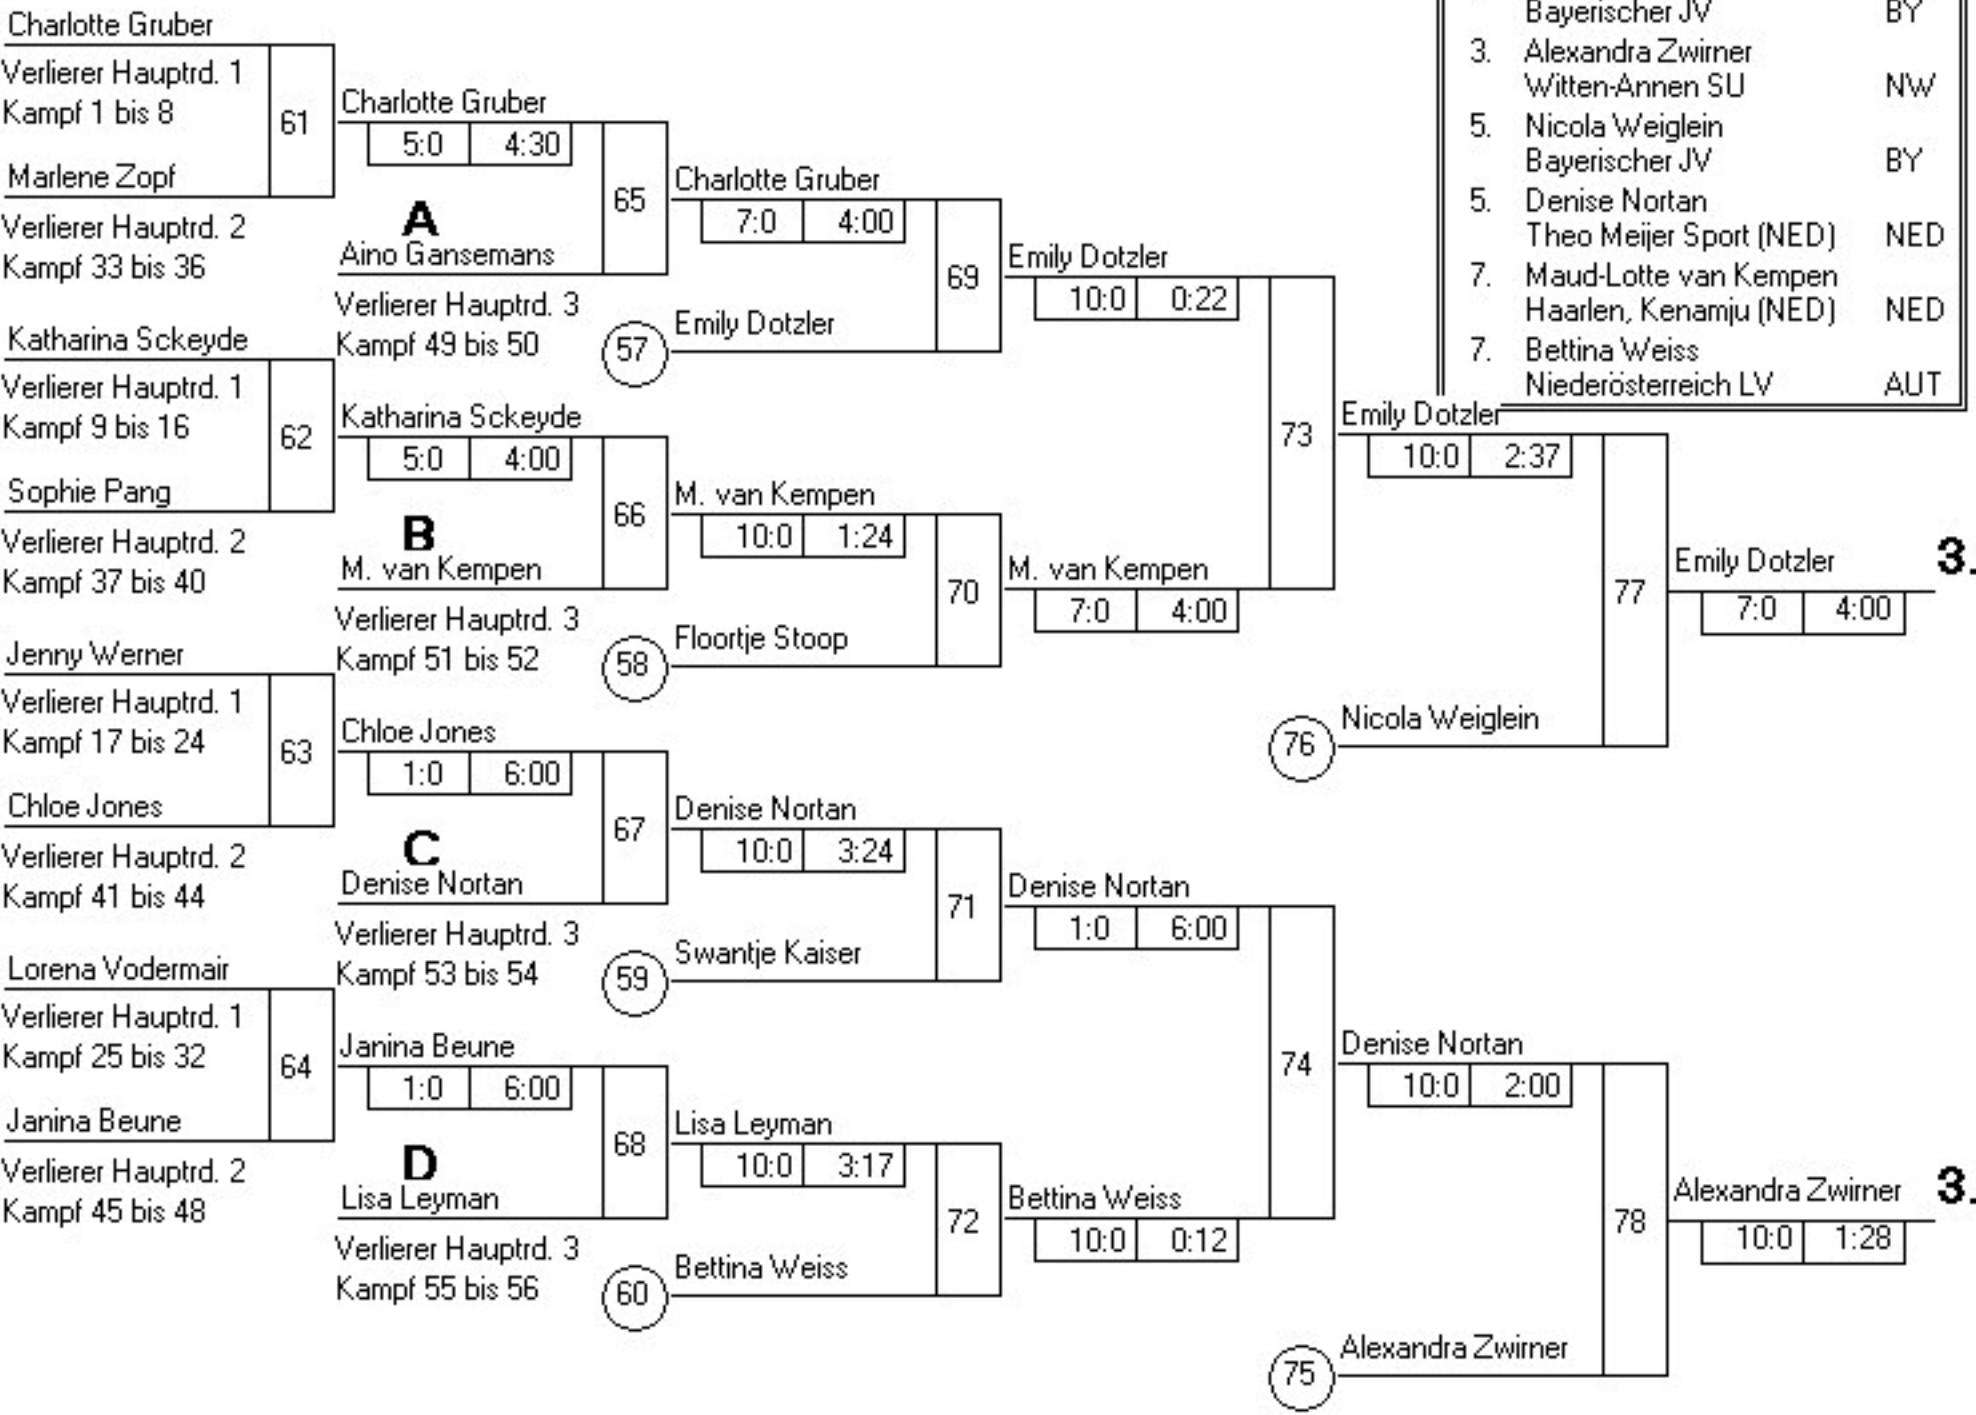 Charlotte Gruber
Verlierer Hauptrd. 1
Kampf 1 bis 8
61
Marlene Zopf
Verlierer Hauptrd. 2
Kampf 33 bis 36
Katharina Sckeyde
Verlierer Hauptrd. 1
Kampf 9 bis 16
62
Sophie Pang
Verlierer Hauptrd. 2
Kampf 37 bis 40
Jenny Werner
Verlierer Hauptrd. 1
Kampf 17 bis 24
63
Chloe Jones
Verlierer Hauptrd. 2
Kampf 41 bis 44
Lorena Vodermair
Verlierer Hauptrd. 1
Kampf 25 bis 32
64
Janina Beune
Verlierer Hauptrd. 2
Kampf 45 bis 48
Charlotte Gruber
5:0 4:30
A
65
Aino Gansemans
Verlierer Hauptrd. 3
Kampf 49 bis 50
Katharina Sckeyde
5:0 4:00
B
66
M. van Kempen
Verlierer Hauptrd. 3
Kampf 51 bis 52
Chloe Jones
1:0 6:00
C
67
Denise Nortan
Verlierer Hauptrd. 3
Kampf 53 bis 54
Janina Beune
1:0 6:00
D
68
Lisa Leyman
Verlierer Hauptrd. 3
Kampf 55 bis 56
Charlotte Gruber
7:0 4:00
69
57 Emily Dotzler
M. van Kempen
10:0 1:24
70
58 Floortje Stoop
Denise Nortan
10:0 3:24
71
59 Swantje Kaiser
Lisa Leyman
10:0 3:17
72
60 Bettina Weiss
Emily Dotzler
10:0 0:22
73
M. van Kempen
7:0 4:00
Denise Nortan
1:0 6:00
74
Bettina Weiss
10:0 0:12
Emily Dotzler
10:0 2:37
77
76 Nicola Weiglein
Denise Nortan
10:0 2:00
78
75 Alexandra Zwirner
Emily Dotzler 3.
7:0 4:00
Alexandra Zwirner 3.
10:0 1:28
Bayerischer JV BY
3. Alexandra Zwirner
Witten-Annen SU NW
5. Nicola Weiglein
Bayerischer JV BY
5. Denise Nortan
Theo Meijer Sport (NED) NED
7. Maud-Lotte van Kempen
Haarlen, Kenamju (NED) NED
7. Bettina Weiss
Niederösterreich LV AUT